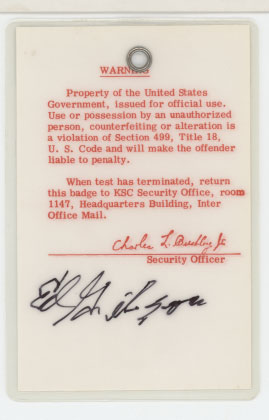 WARNING
Property of the United States
Government, issued for official use.
Use or possession by an unauthorized
person, counterfeiting or alteration is
a violation of Section 499, Title 18,
U. S. Code and will make the offender
liable to penalty.
When test has terminated, return
this badge to KSC Security Office, room
1147, Headquarters Building, Inter
Office Mail.
Charles L. Buckley Jr
Security Officer
Ed Gibson